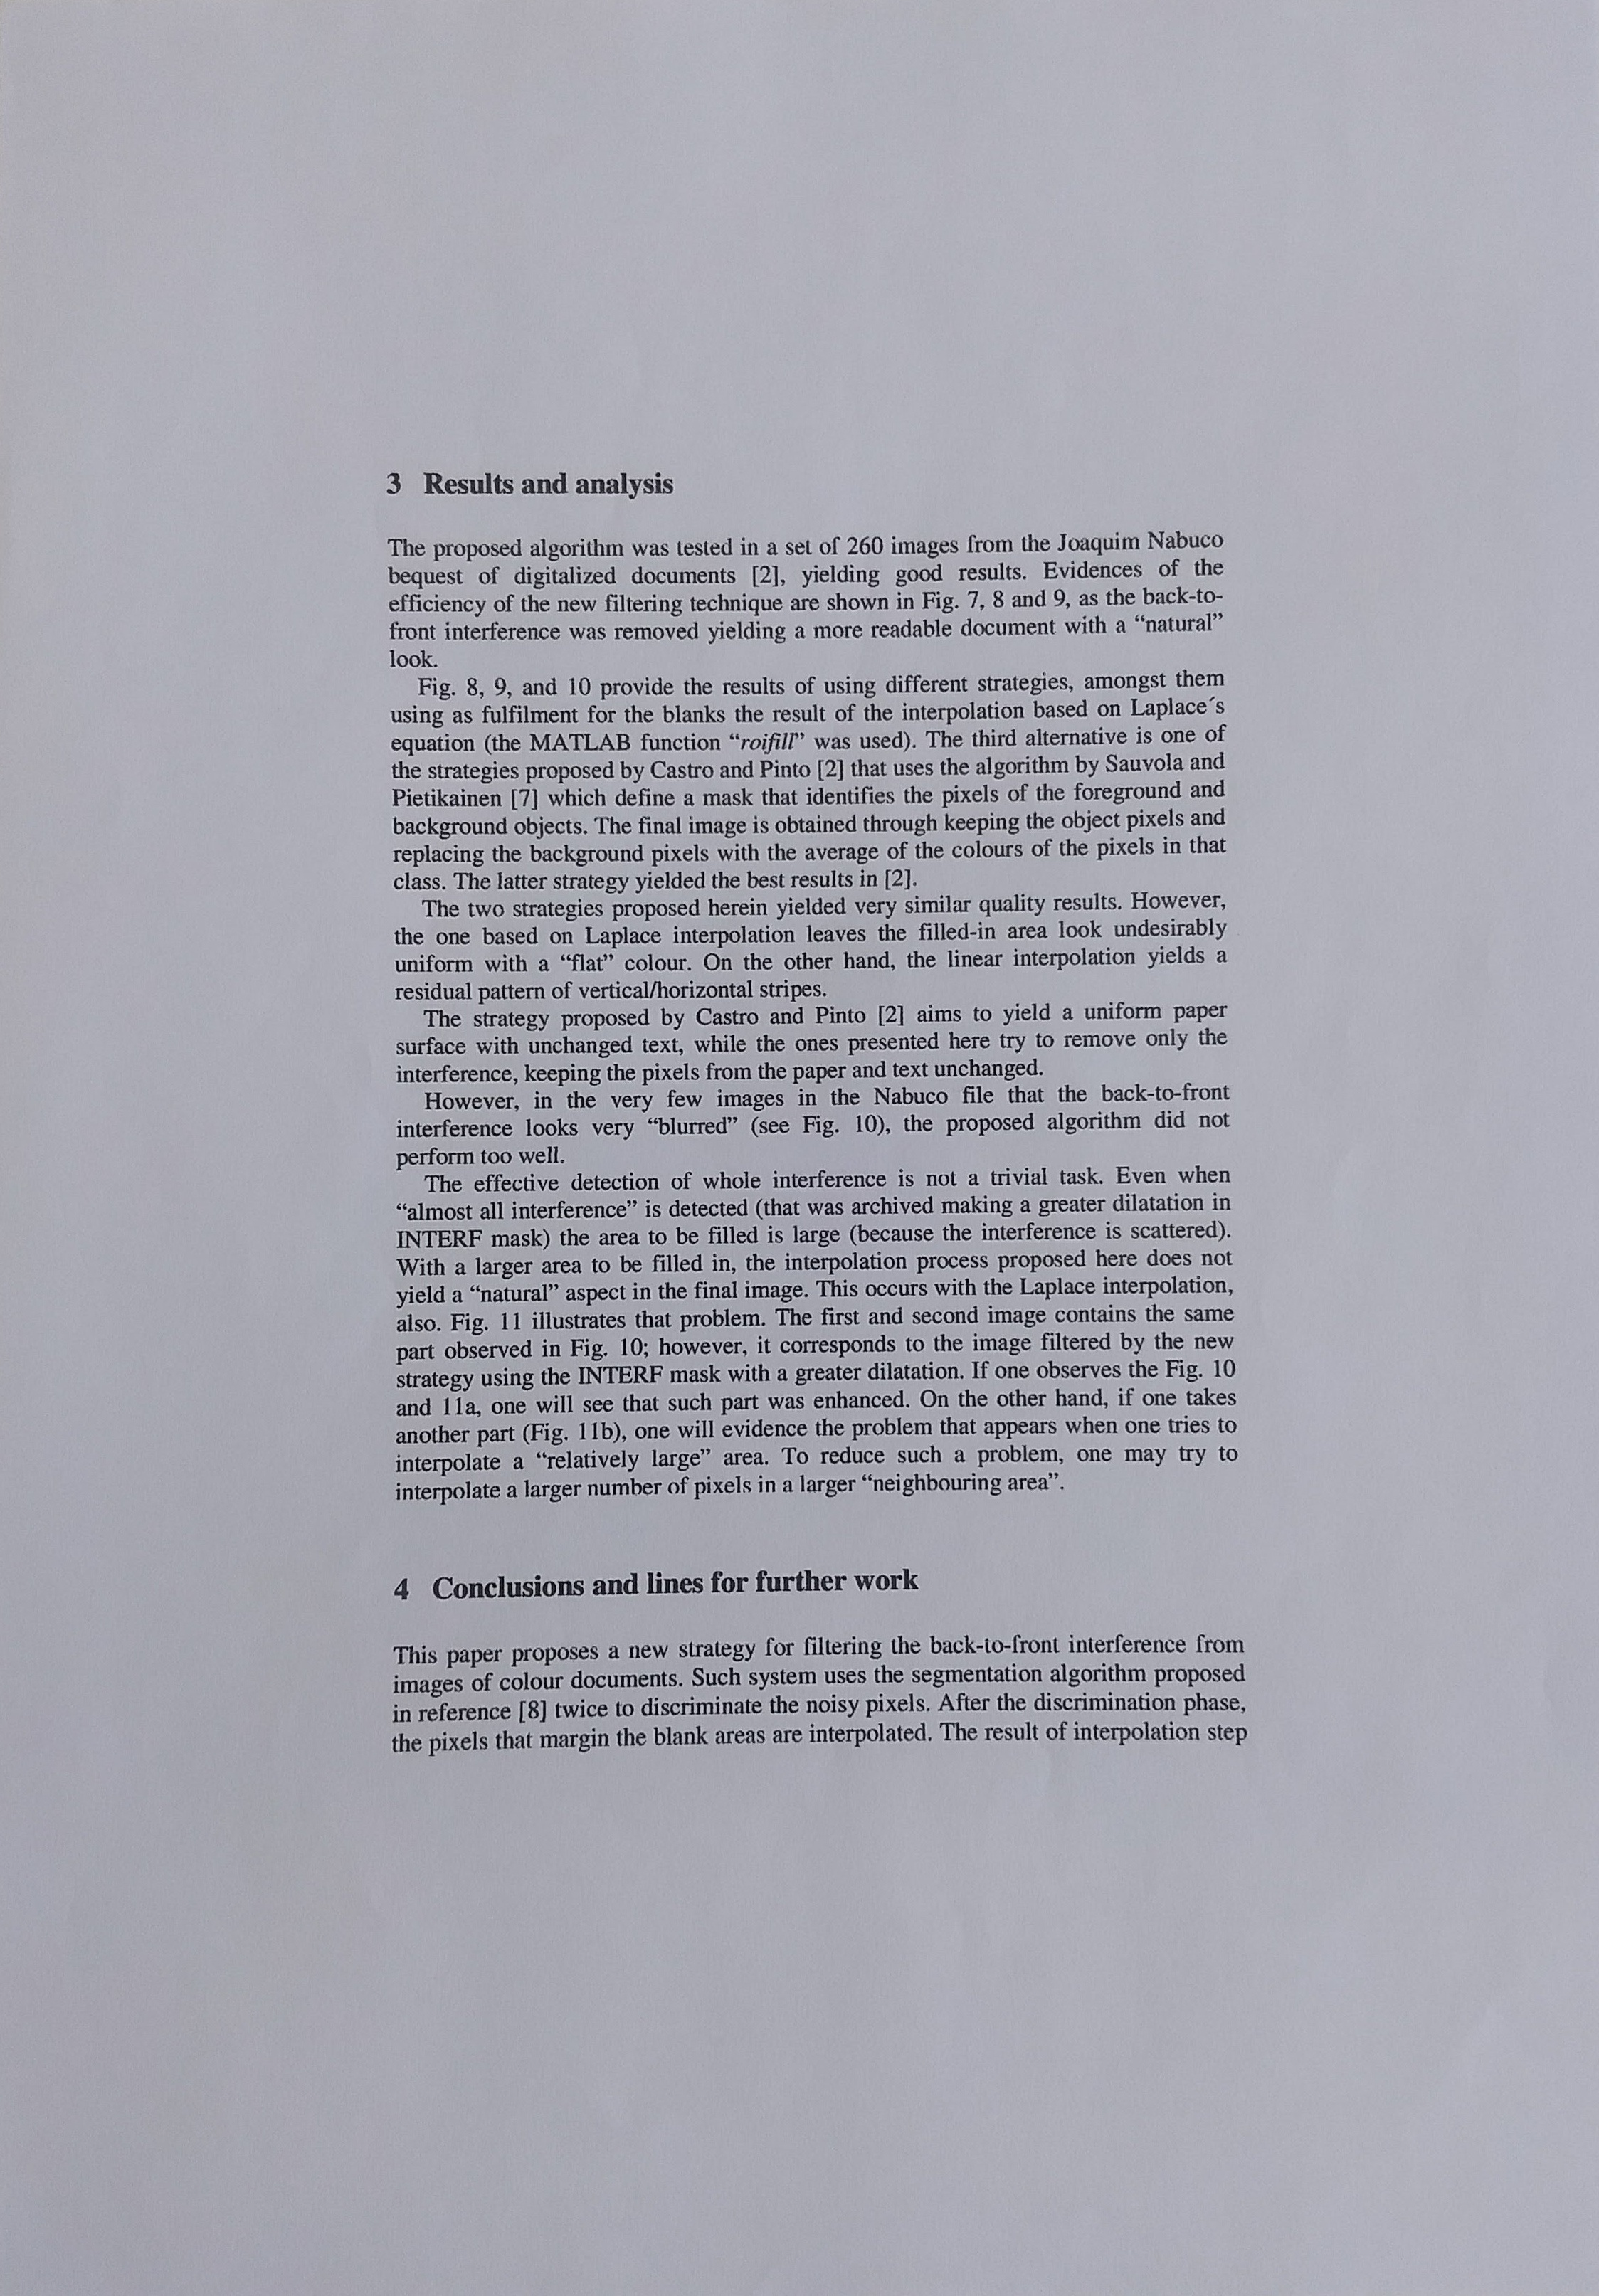 3 Results and analysis
The proposed algorithm was tested in a set of 260 images from the Joaquim Nabuco
bequest of digitalized documents [2], yielding good results. Evidences of the
efficiency of the new filtering technique are shown in Fig. 7, 8 and 9, as the back-to-
front interference was removed yielding a more readable document with a “natural”
look.
Fig. 8, 9, and 10 provide the results of using different strategies, amongst them
using as fulfilment for the blanks the result of the interpolation based on Laplace´s
equation (the MATLAB function “roifill” was used). The third alternative is one of
the strategies proposed by Castro and Pinto [2] that uses the algorithm by Sauvola and
Pietikainen [7] which define a mask that identifies the pixels of the foreground and
background objects. The final image is obtained through keeping the object pixels and
replacing the background pixels with the average of the colours of the pixels in that
class. The latter strategy yielded the best results in [2].
The two strategies proposed herein yielded very similar quality results. However,
the one based on Laplace interpolation leaves the filled-in area look undesirably
uniform with a “flat” colour. On the other hand, the linear interpolation yields a
residual pattern of vertical/horizontal stripes.
The strategy proposed by Castro and Pinto [2] aims to yield a uniform paper
surface with unchanged text, while the ones presented here try to remove only the
interference, keeping the pixels from the paper and text unchanged.
However, in the very few images in the Nabuco file that the back-to-front
interference looks very “blurred” (see Fig. 10), the proposed algorithm did not
perform too well.
The effective detection of whole interference is not a trivial task. Even when
“almost all interference” is detected (that was archived making a greater dilatation in
INTERF mask) the area to be filled is large (because the interference is scattered).
With a larger area to be filled in, the interpolation process proposed here does not
yield a “natural” aspect in the final image. This occurs with the Laplace interpolation,
also. Fig. 11 illustrates that problem. The first and second image contains the same
part observed in Fig. 10; however, it corresponds to the image filtered by the new
strategy using the INTERF mask with a greater dilatation. If one observes the Fig. 10
and 11a, one will see that such part was enhanced. On the other hand, if one takes
another part (Fig. 11b), one will evidence the problem that appears when one tries to
interpolate a “relatively large” area. To reduce such a problem, one may try to
interpolate a larger number of pixels in a larger “neighbouring area”.
4 Conclusions and lines for further work
This paper proposes a new strategy for filtering the back-to-front interference from
images of colour documents. Such system uses the segmentation algorithm proposed
in reference [8] twice to discriminate the noisy pixels. After the discrimination phase,
the pixels that margin the blank areas are interpolated. The result of interpolation step